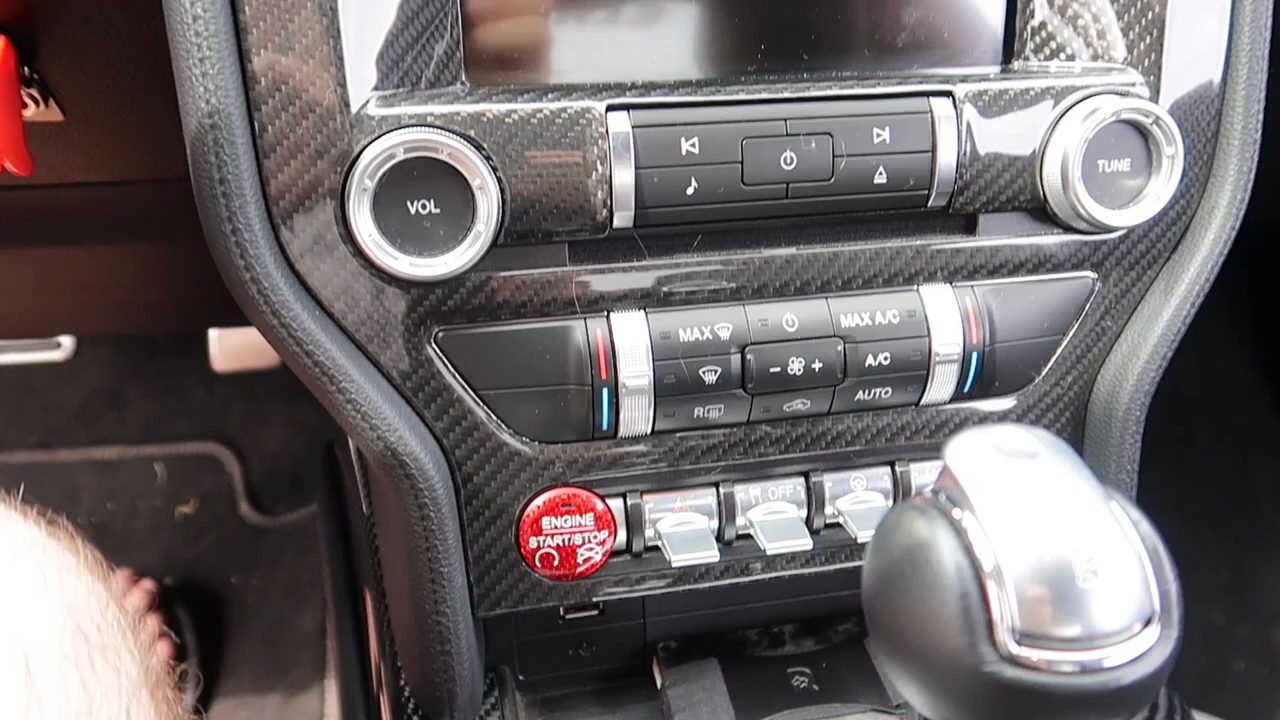 VOL
TUNE
MAX
MAX A/C
A/C
R
AUTO
ENGINE
START/STOP
OFF